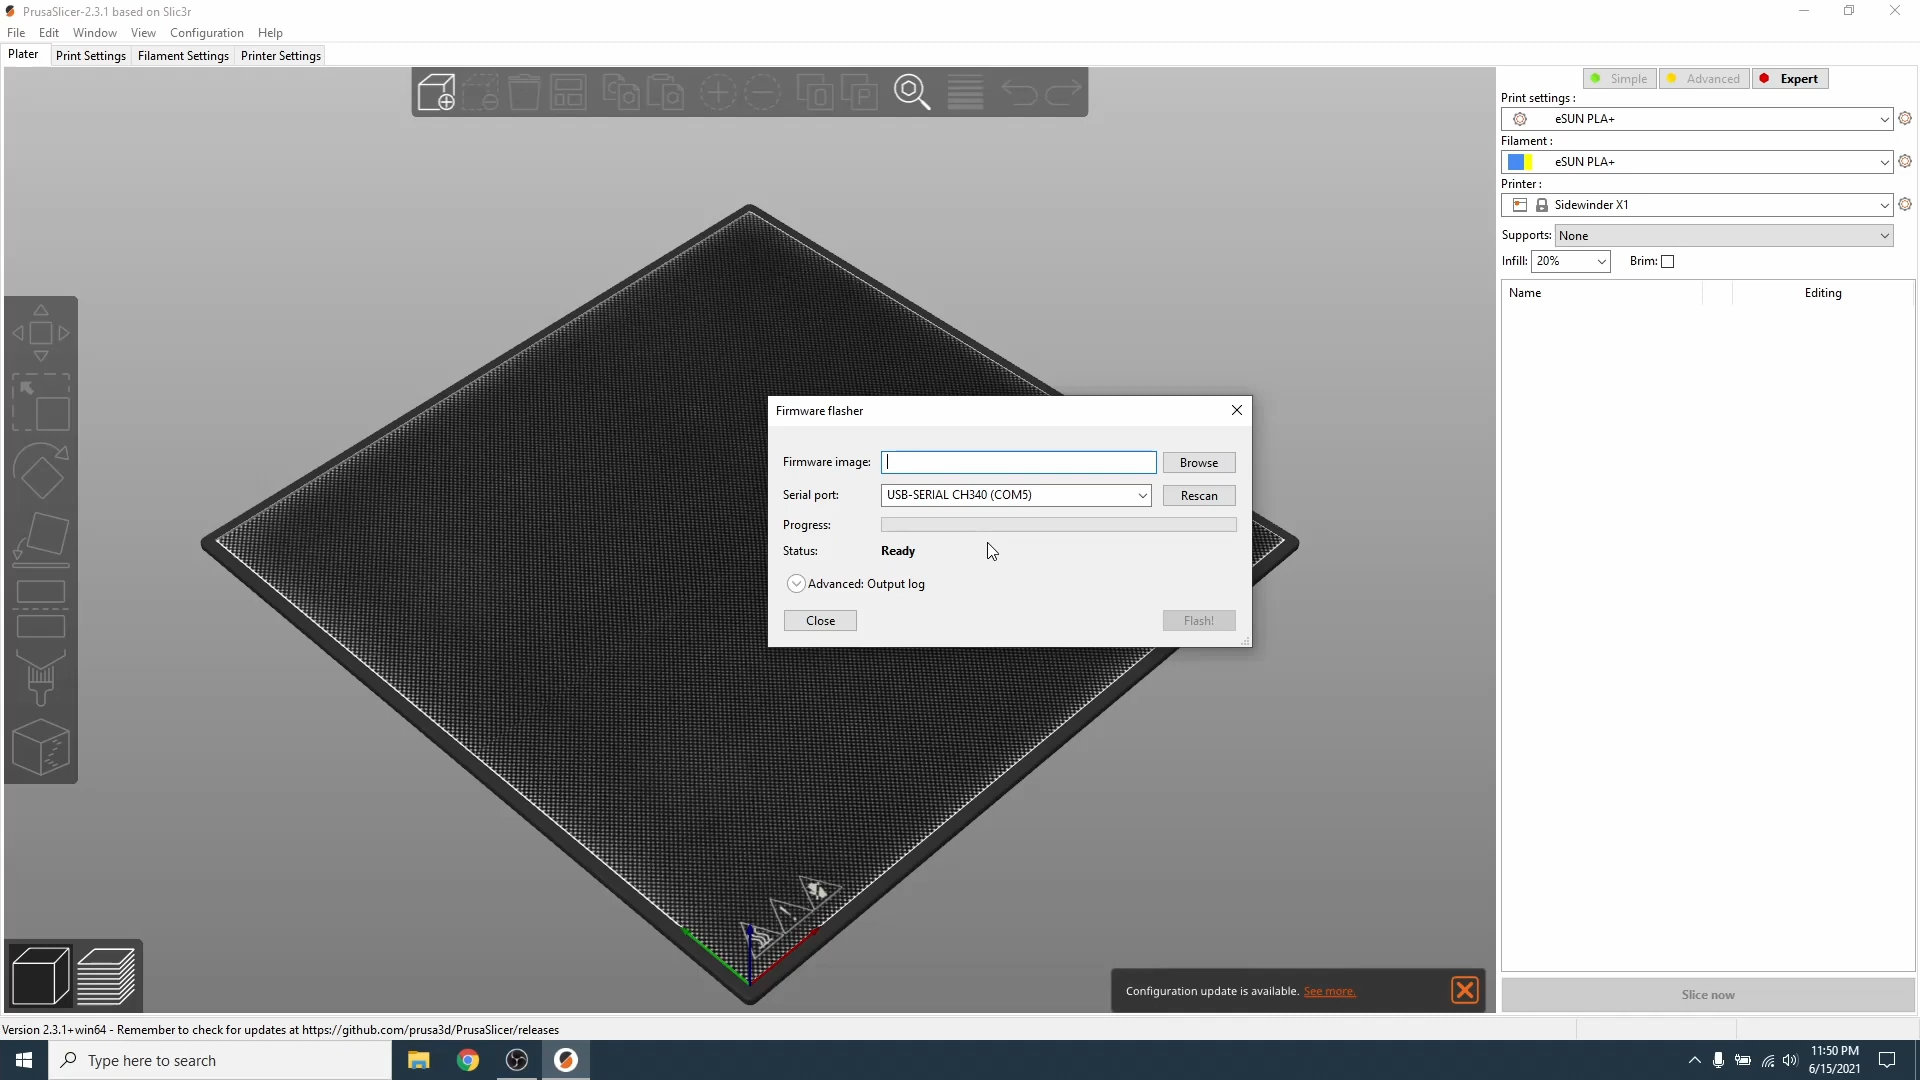 PrusaSlicer-2.3.1 based on Slic3r
File Edit Window View Configuration Help
Plater Print Settings Filament Settings Printer Settings
Simple Advanced Expert
Print settings :
eSUN PLA+
Filament :
eSUN PLA+
Printer :
Sidewinder X1
Supports: None
Infill: 20% Brim:
Name Editing
Firmware flasher
Firmware image: Browse
Serial port: USB-SERIAL CH340 (COM5) Rescan
Progress:
Status: Ready
Advanced: Output log
Close Flash!
Configuration update is available. See more.
Slice now
Version 2.3.1+win64 - Remember to check for updates at https://github.com/prusa3d/PrusaSlicer/releases
Type here to search
11:50 PM
6/15/2021